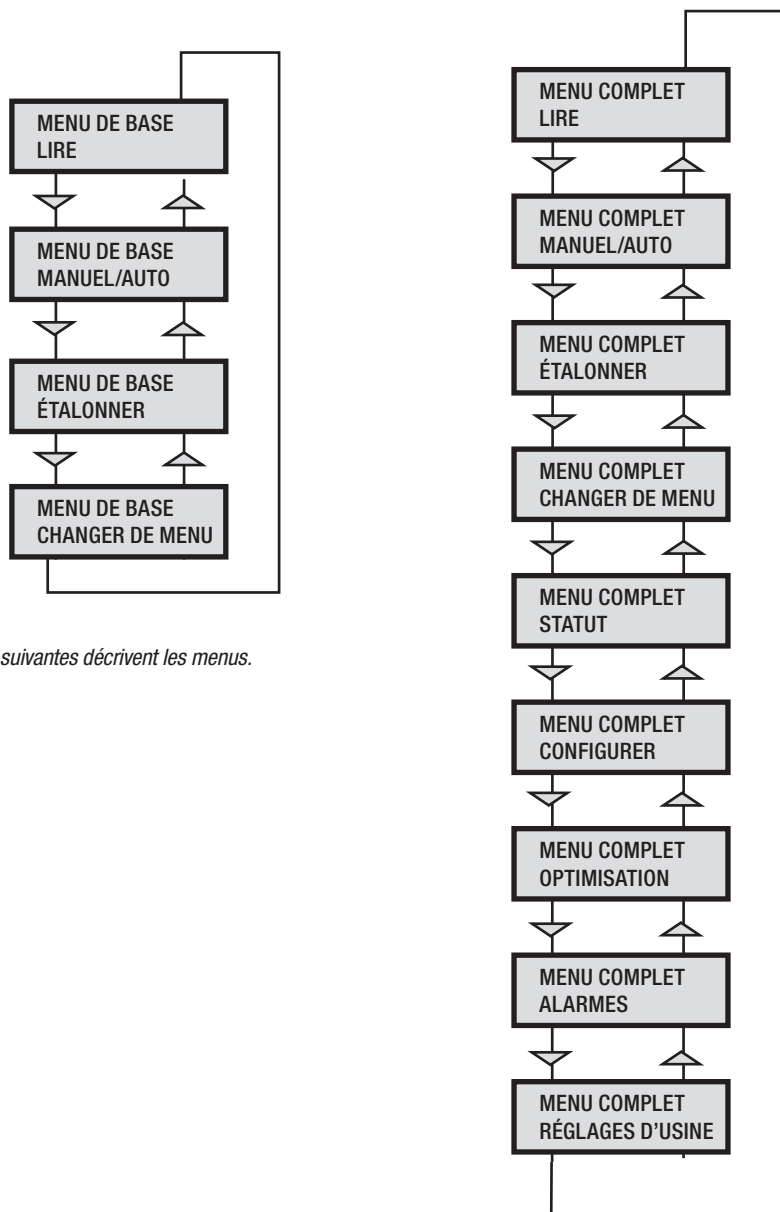 MENU DE BASE
LIRE
MENU DE BASE
MANUEL/AUTO
MENU DE BASE
ÉTALONNER
MENU DE BASE
CHANGER DE MENU
suivantes décrivent les menus.
MENU COMPLET
LIRE
MENU COMPLET
MANUEL/AUTO
MENU COMPLET
ÉTALONNER
MENU COMPLET
CHANGER DE MENU
MENU COMPLET
STATUT
MENU COMPLET
CONFIGURER
MENU COMPLET
OPTIMISATION
MENU COMPLET
ALARMES
MENU COMPLET
RÉGLAGES D'USINE